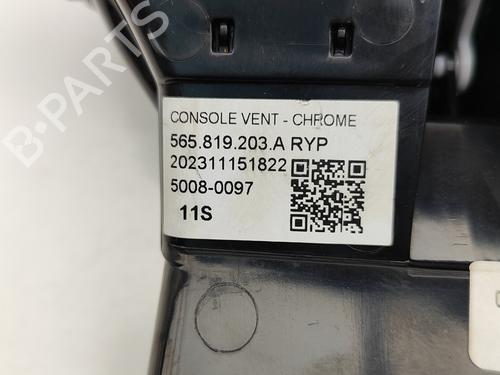 B-PARTS
CONSOLE VENT - CHROME
565.819.203.A RYP
202311151822
5008-0097
11S